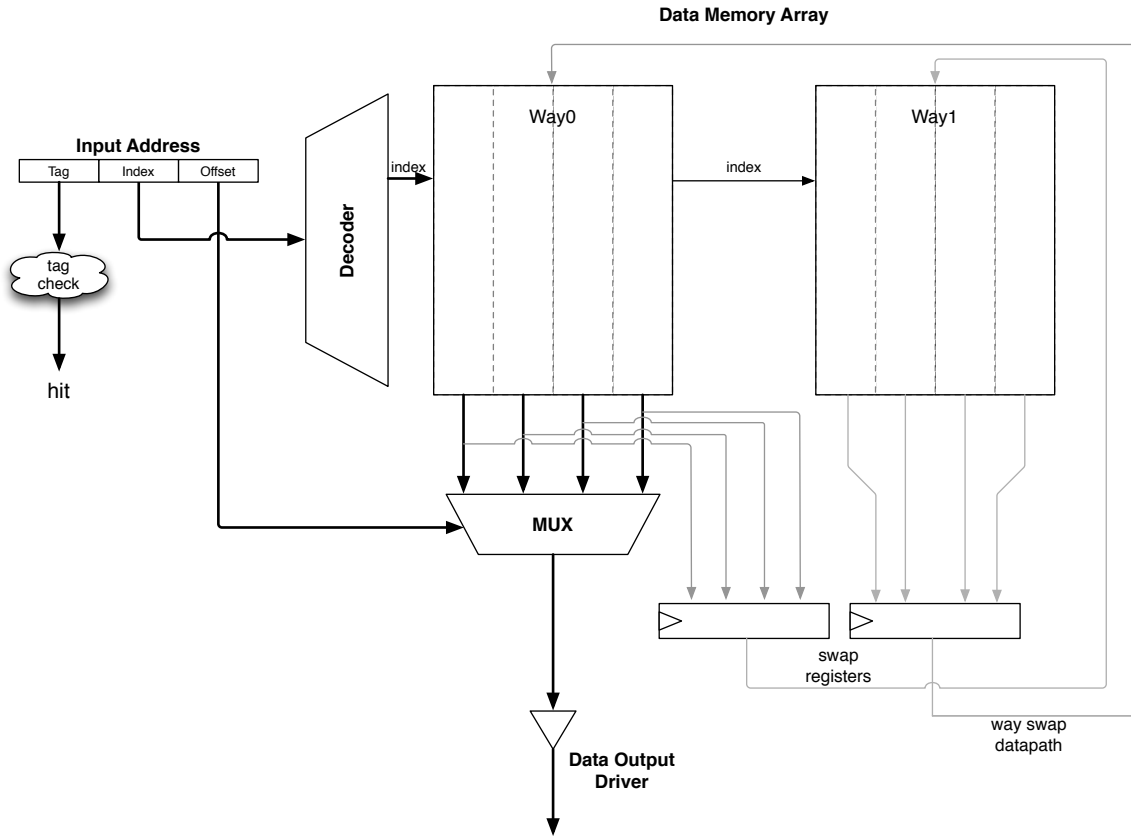 Data Memory Array
Input Address
Tag
Index
Offset
tag
check
hit
Decoder
index
Way0
index
Way1
MUX
swap
registers
way swap
datapath
Data Output
Driver